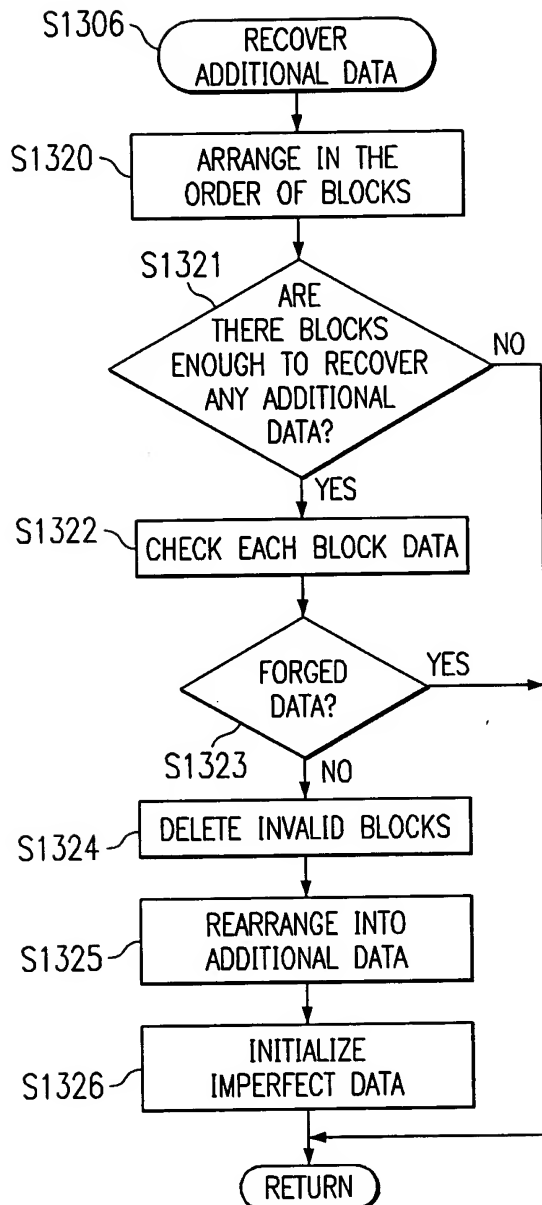 S1306
RECOVER
ADDITIONAL DATA
S1320
ARRANGE IN THE
ORDER OF BLOCKS
S1321
ARE
THERE BLOCKS
ENOUGH TO RECOVER
ANY ADDITIONAL
DATA?
NO
YES
S1322
CHECK EACH BLOCK DATA
FORGED
DATA?
YES
S1323
NO
S1324
DELETE INVALID BLOCKS
S1325
REARRANGE INTO
ADDITIONAL DATA
S1326
INITIALIZE
IMPERFECT DATA
RETURN